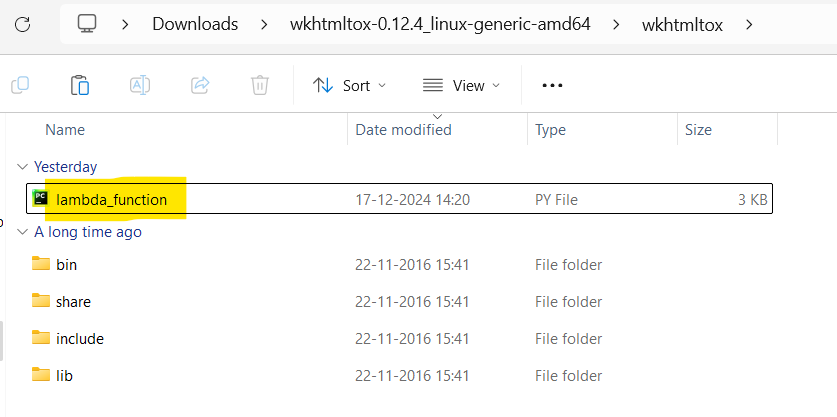 Downloads wkhtmltox-0.12.4_linux-generic-amd64 wkhtmltox
Sort View
Name Date modified Type Size
Yesterday
PC lambda_function 17-12-2024 14:20 PY File 3 KB
A long time ago
bin 22-11-2016 15:41 File folder
share 22-11-2016 15:41 File folder
include 22-11-2016 15:41 File folder
lib 22-11-2016 15:41 File folder